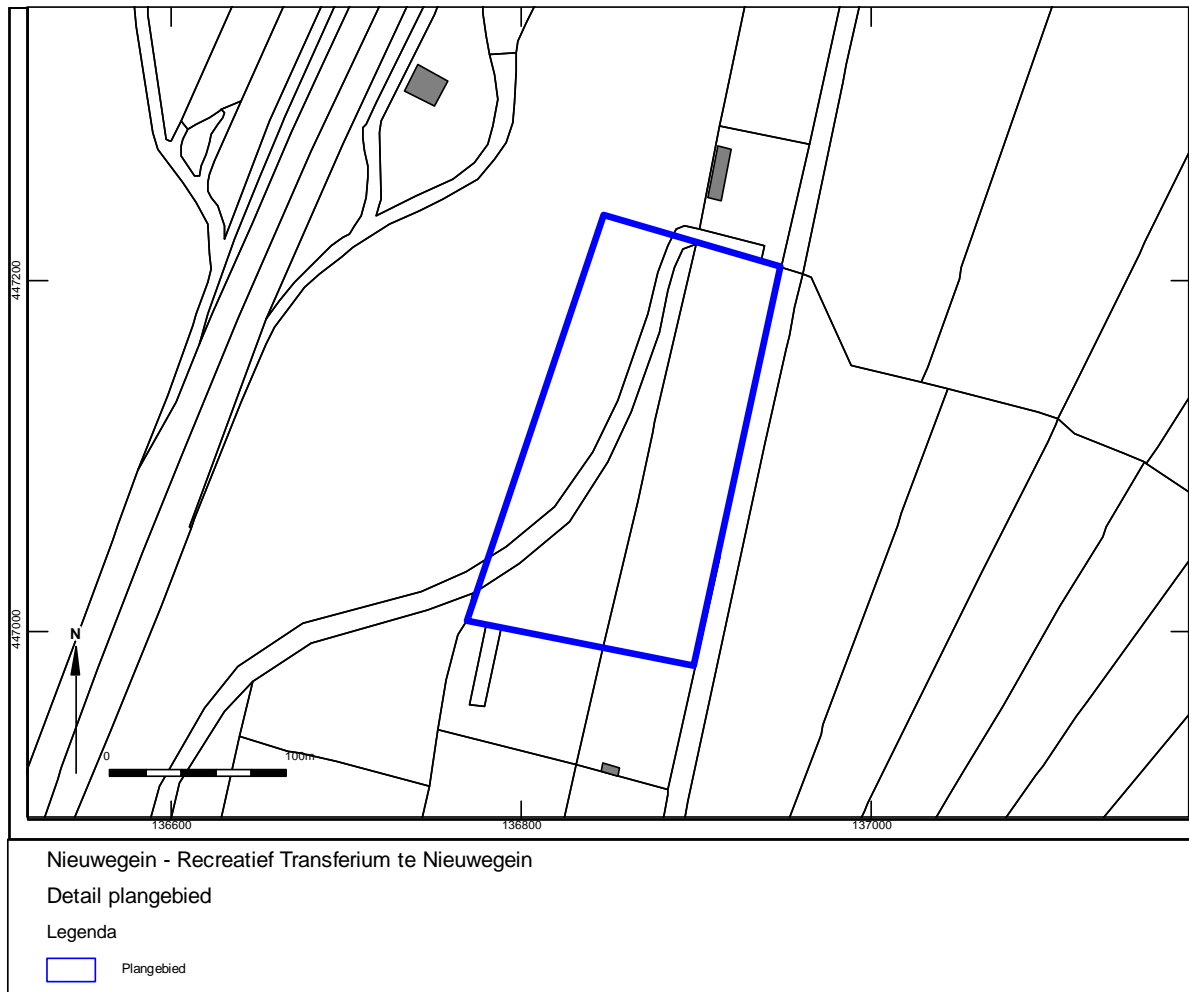 447200
447000
N
0 100m
136600 136800 137000
Nieuwegein - Recreatief Transferium te Nieuwegein
Detail plangebied
Legenda
Plangebied